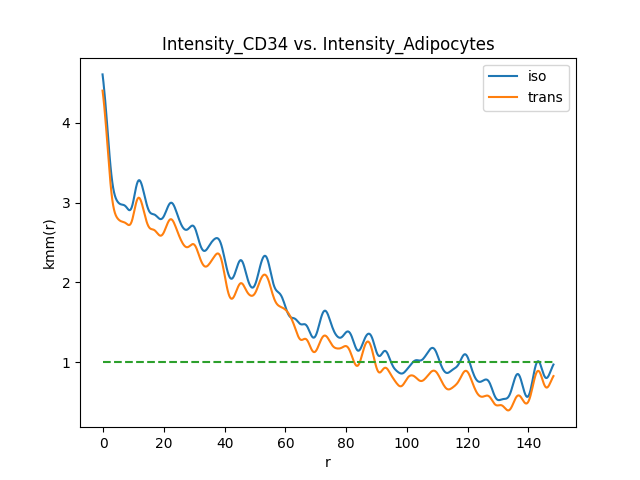 Intensity_CD34 vs. Intensity_Adipocytes
iso
trans
kmm(r)
4
3
2
1
0 20 40 60 80 100 120 140
r